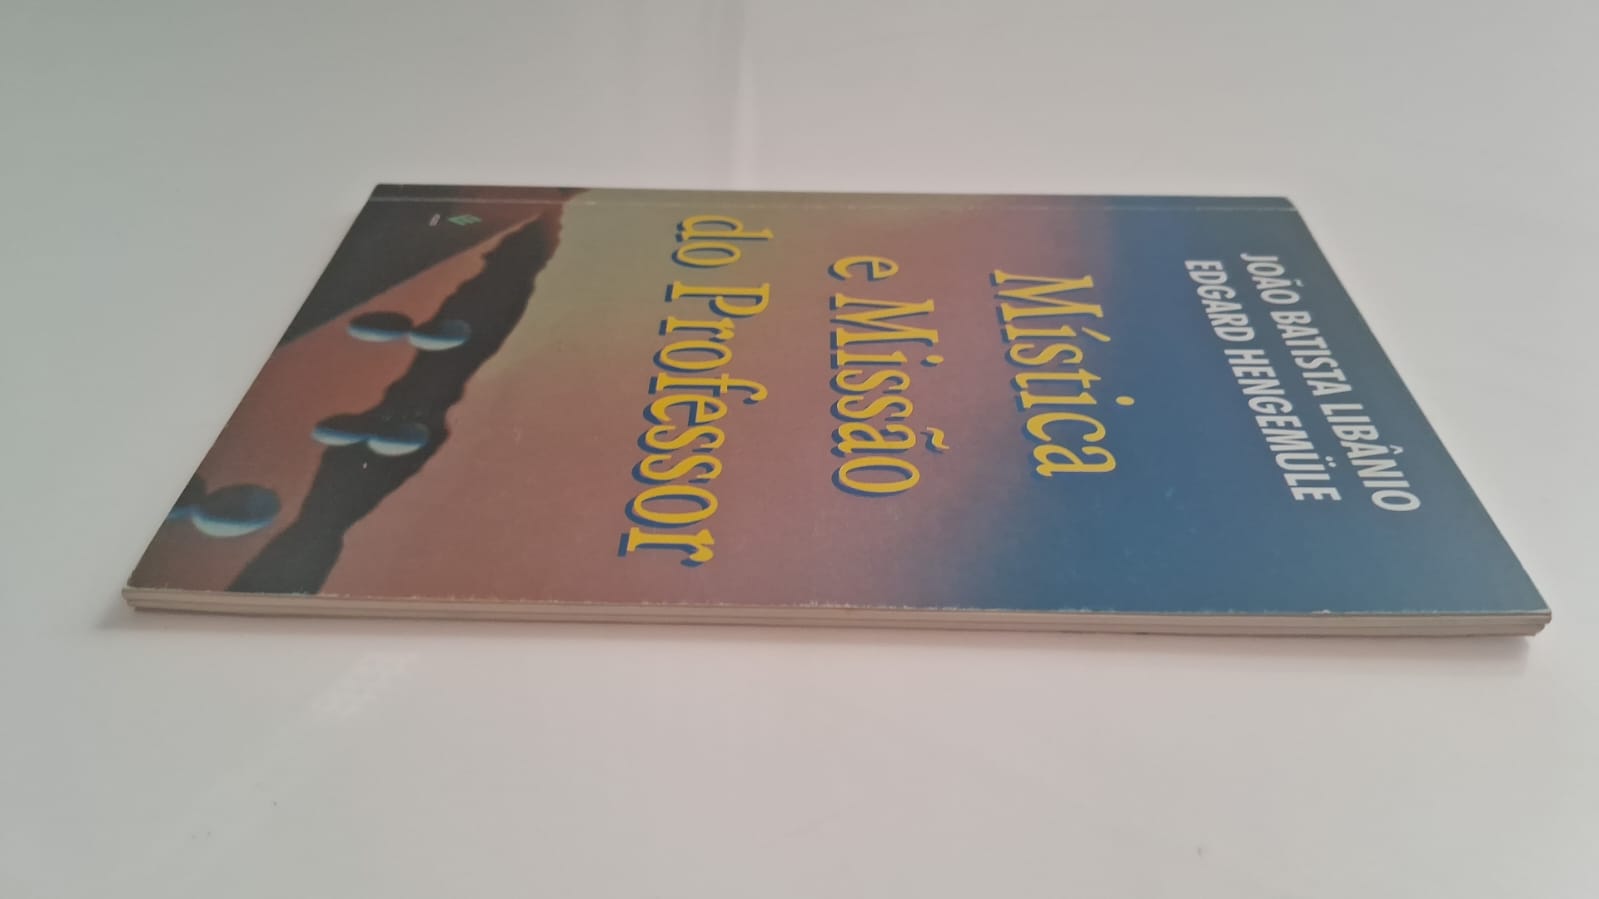 JOÃO BATISTA LIBÂNIO
EDGARD HENGEMÜLE
Mística
e Missão
do Professor